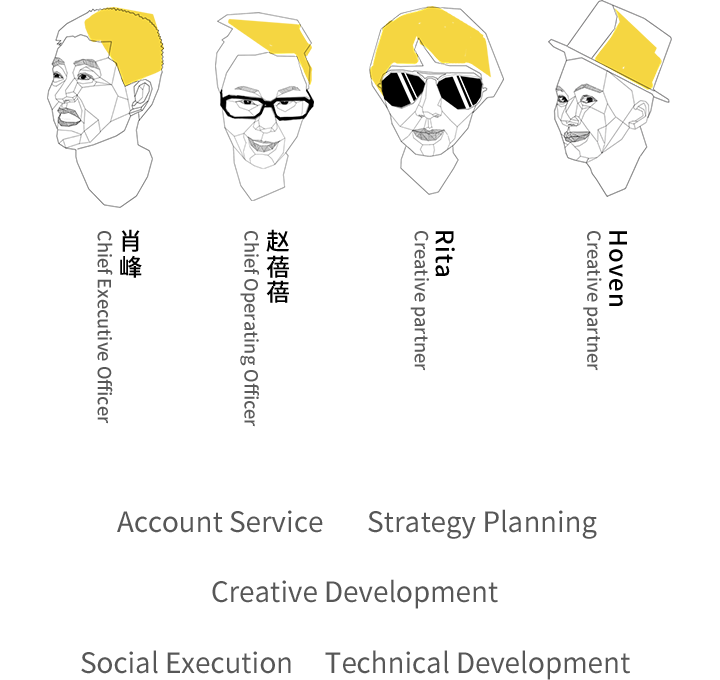 肖峰
Chief Executive Officer
赵蓓蓓
Chief Operating Officer
Rita
Creative partner
Hoven
Creative partner
Account Service
Strategy Planning
Creative Development
Social Execution
Technical Development